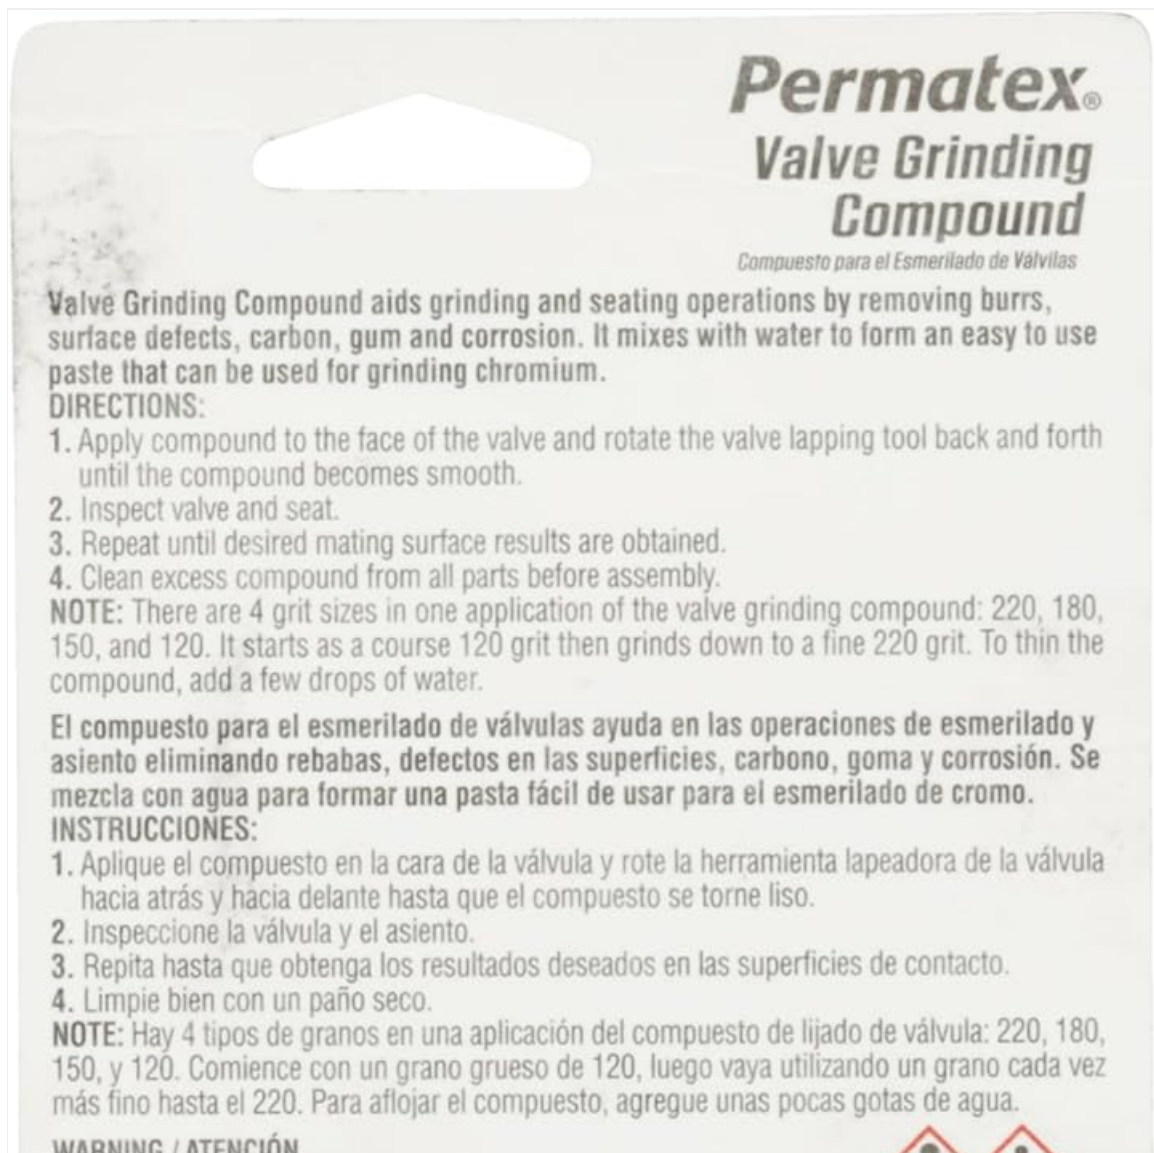 Permatex®
Valve Grinding
Compound
Compuesto para el Esmerilado de Válvilas
Valve Grinding Compound aids grinding and seating operations by removing burrs,
surface defects, carbon, gum and corrosion. It mixes with water to form an easy to use
paste that can be used for grinding chromium.
DIRECTIONS:
1. Apply compound to the face of the valve and rotate the valve lapping tool back and forth
until the compound becomes smooth.
2. Inspect valve and seat.
3. Repeat until desired mating surface results are obtained.
4. Clean excess compound from all parts before assembly.
NOTE: There are 4 grit sizes in one application of the valve grinding compound: 220, 180,
150, and 120. It starts as a course 120 grit then grinds down to a fine 220 grit. To thin the
compound, add a few drops of water.
El compuesto para el esmerilado de válvulas ayuda en las operaciones de esmerilado y
asiento eliminando rebabas, defectos en las superficies, carbono, goma y corrosión. Se
mezcla con agua para formar una pasta fácil de usar para el esmerilado de cromo.
INSTRUCCIONES:
1. Aplique el compuesto en la cara de la válvula y rote la herramienta lapeadora de la válvula
hacia atrás y hacia delante hasta que el compuesto se torne liso.
2. Inspeccione la válvula y el asiento.
3. Repita hasta que obtenga los resultados deseados en las superficies de contacto.
4. Limpie bien con un paño seco.
NOTE: Hay 4 tipos de granos en una aplicación del compuesto de lijado de válvula: 220, 180,
150, y 120. Comience con un grano grueso de 120, luego vaya utilizando un grano cada vez
más fino hasta el 220. Para aflojar el compuesto, agregue unas pocas gotas de agua.
WARNING / ATENCIÓN